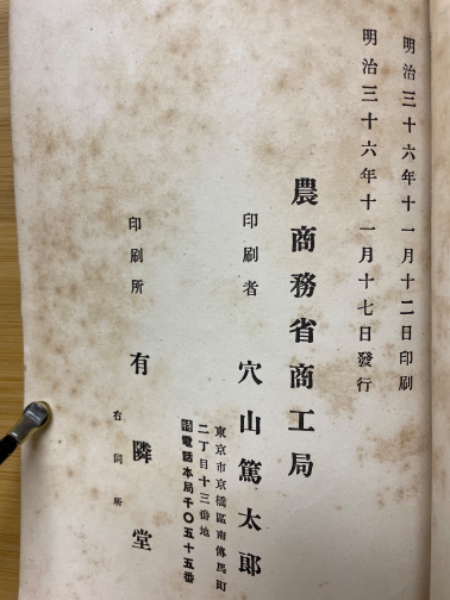 明治三十六年十一月十二日印刷
明治三十六年十一月十七日發行
農商務省商工局
印刷者 穴山篤太郎
東京市京橋區南傳馬町
二丁目十三番地
電話本局千〇五十五番
印刷所 有隣堂
右同所